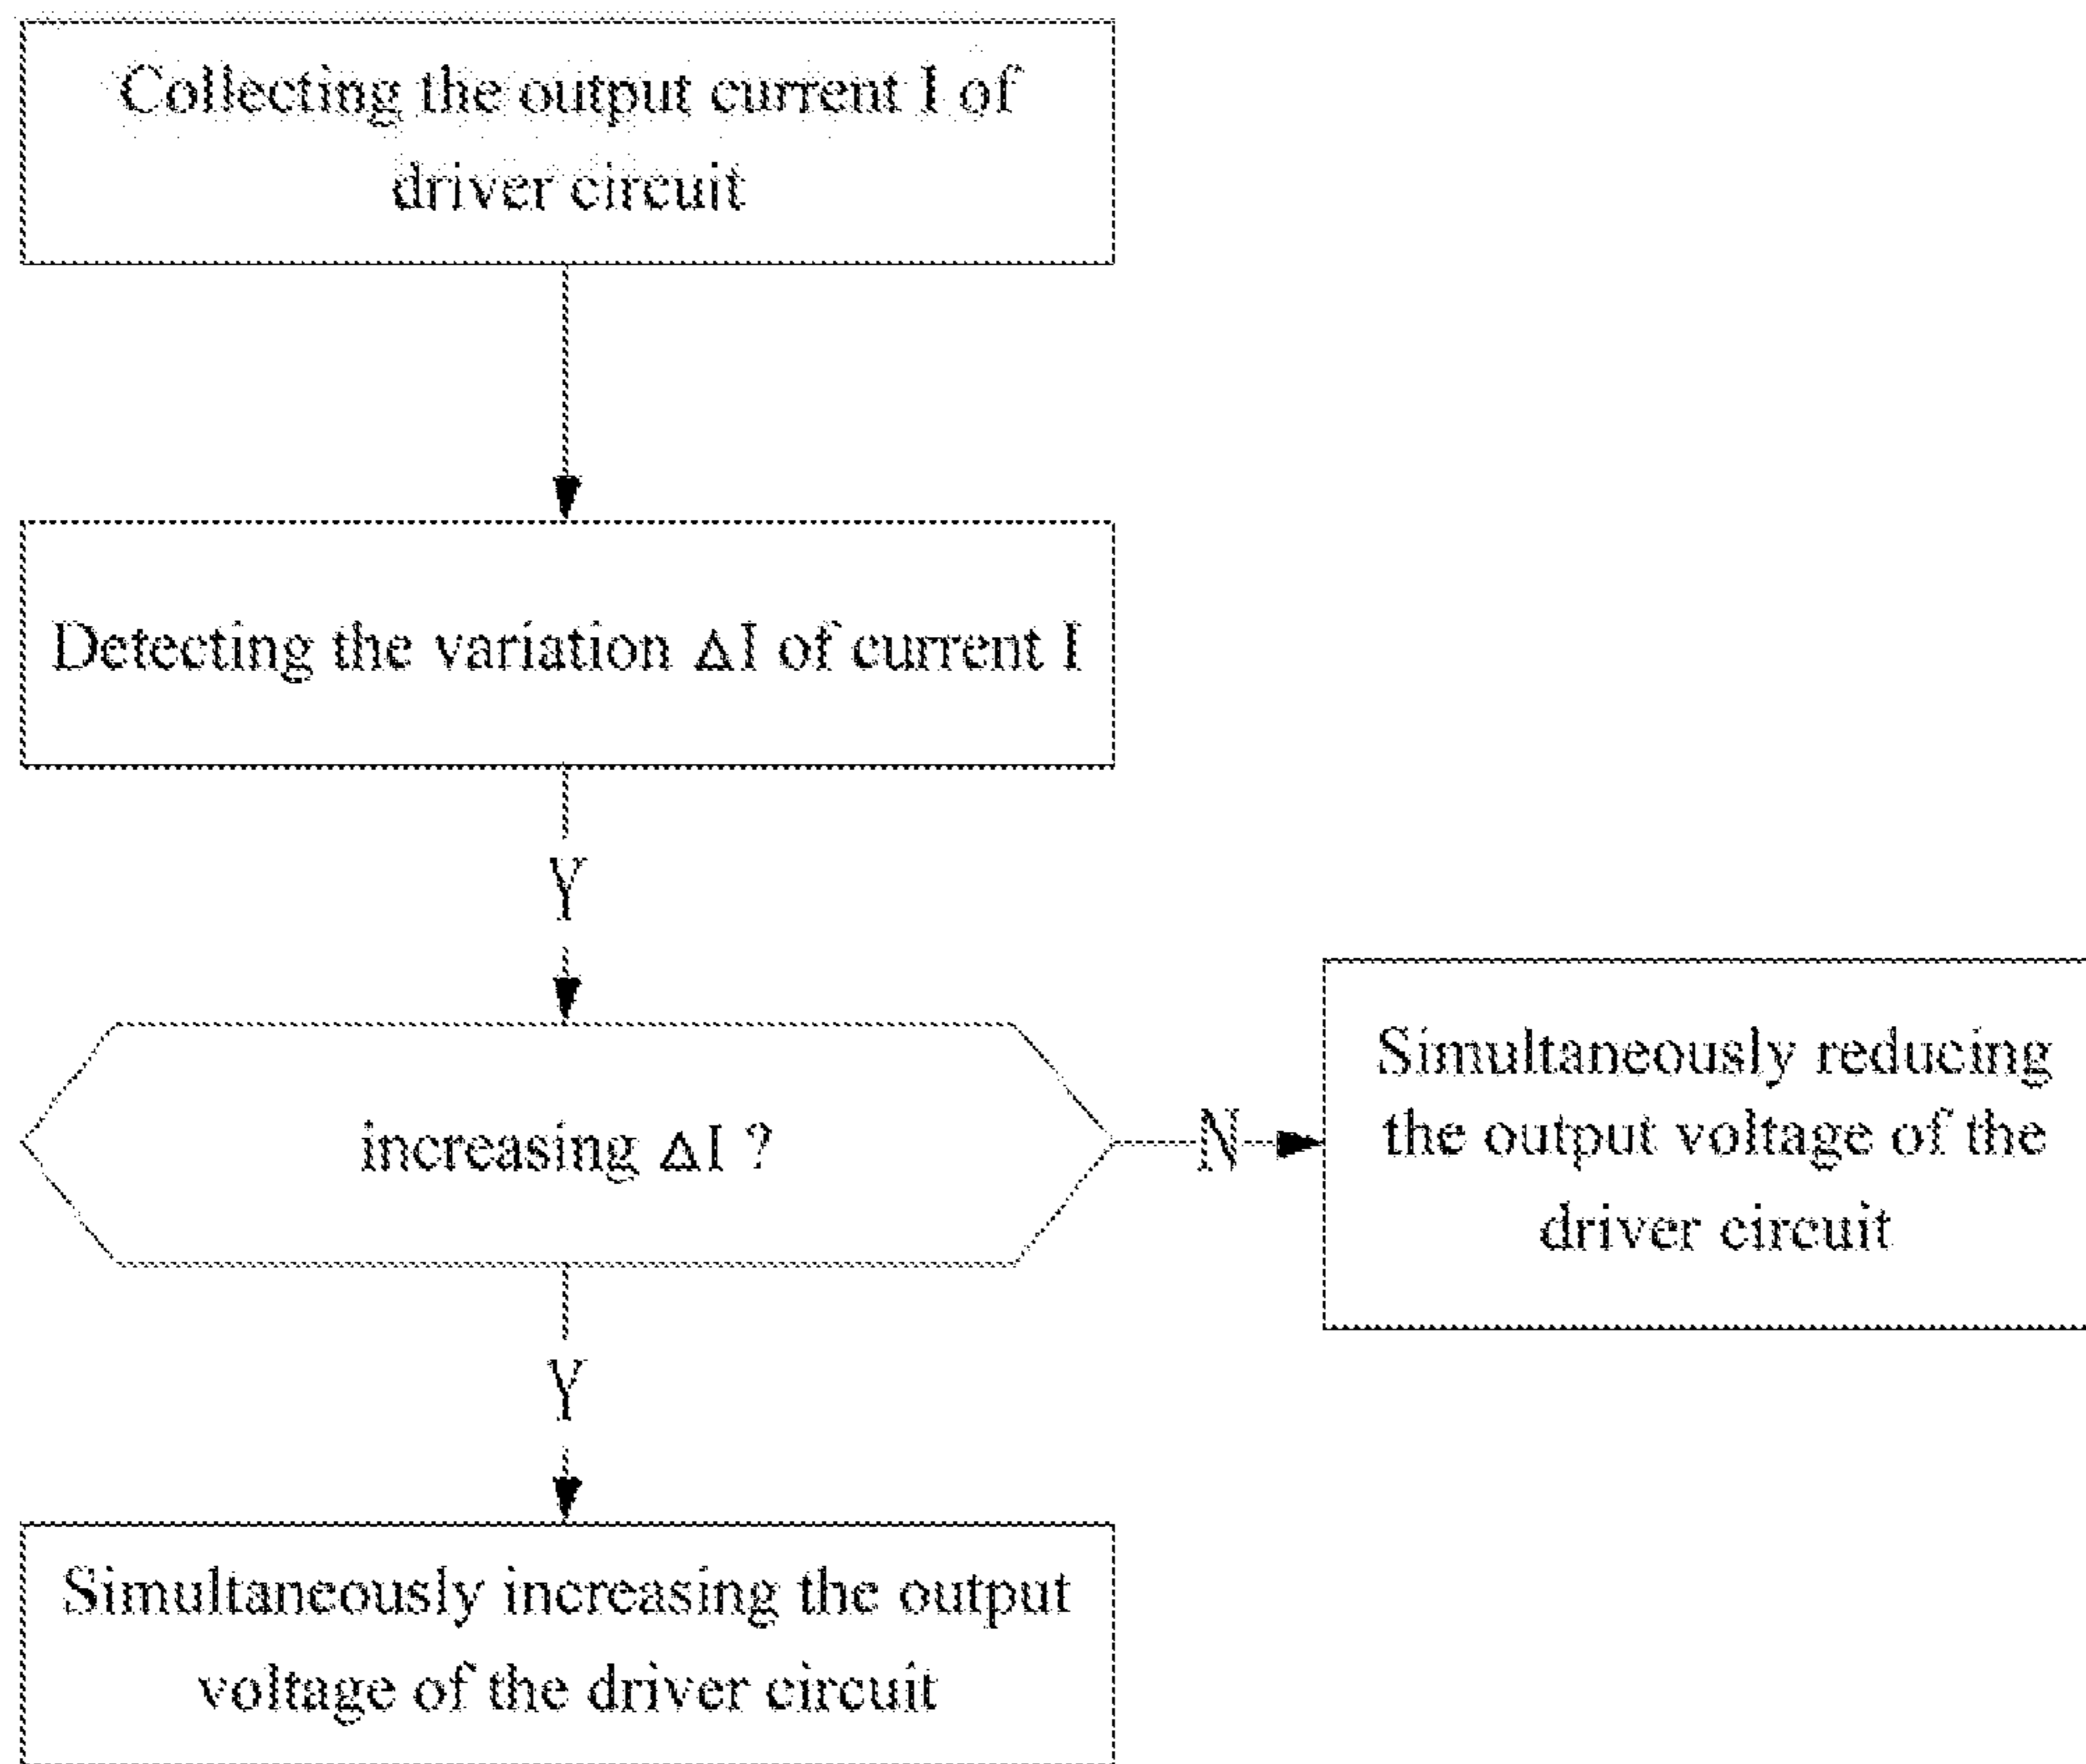 Collecting the output current I of
driver circuit
Detecting the variation ΔI of current I
Y
increasing ΔI ?
N
Simultaneously reducing
the output voltage of the
driver circuit
Y
Simultaneously increasing the output
voltage of the driver circuit